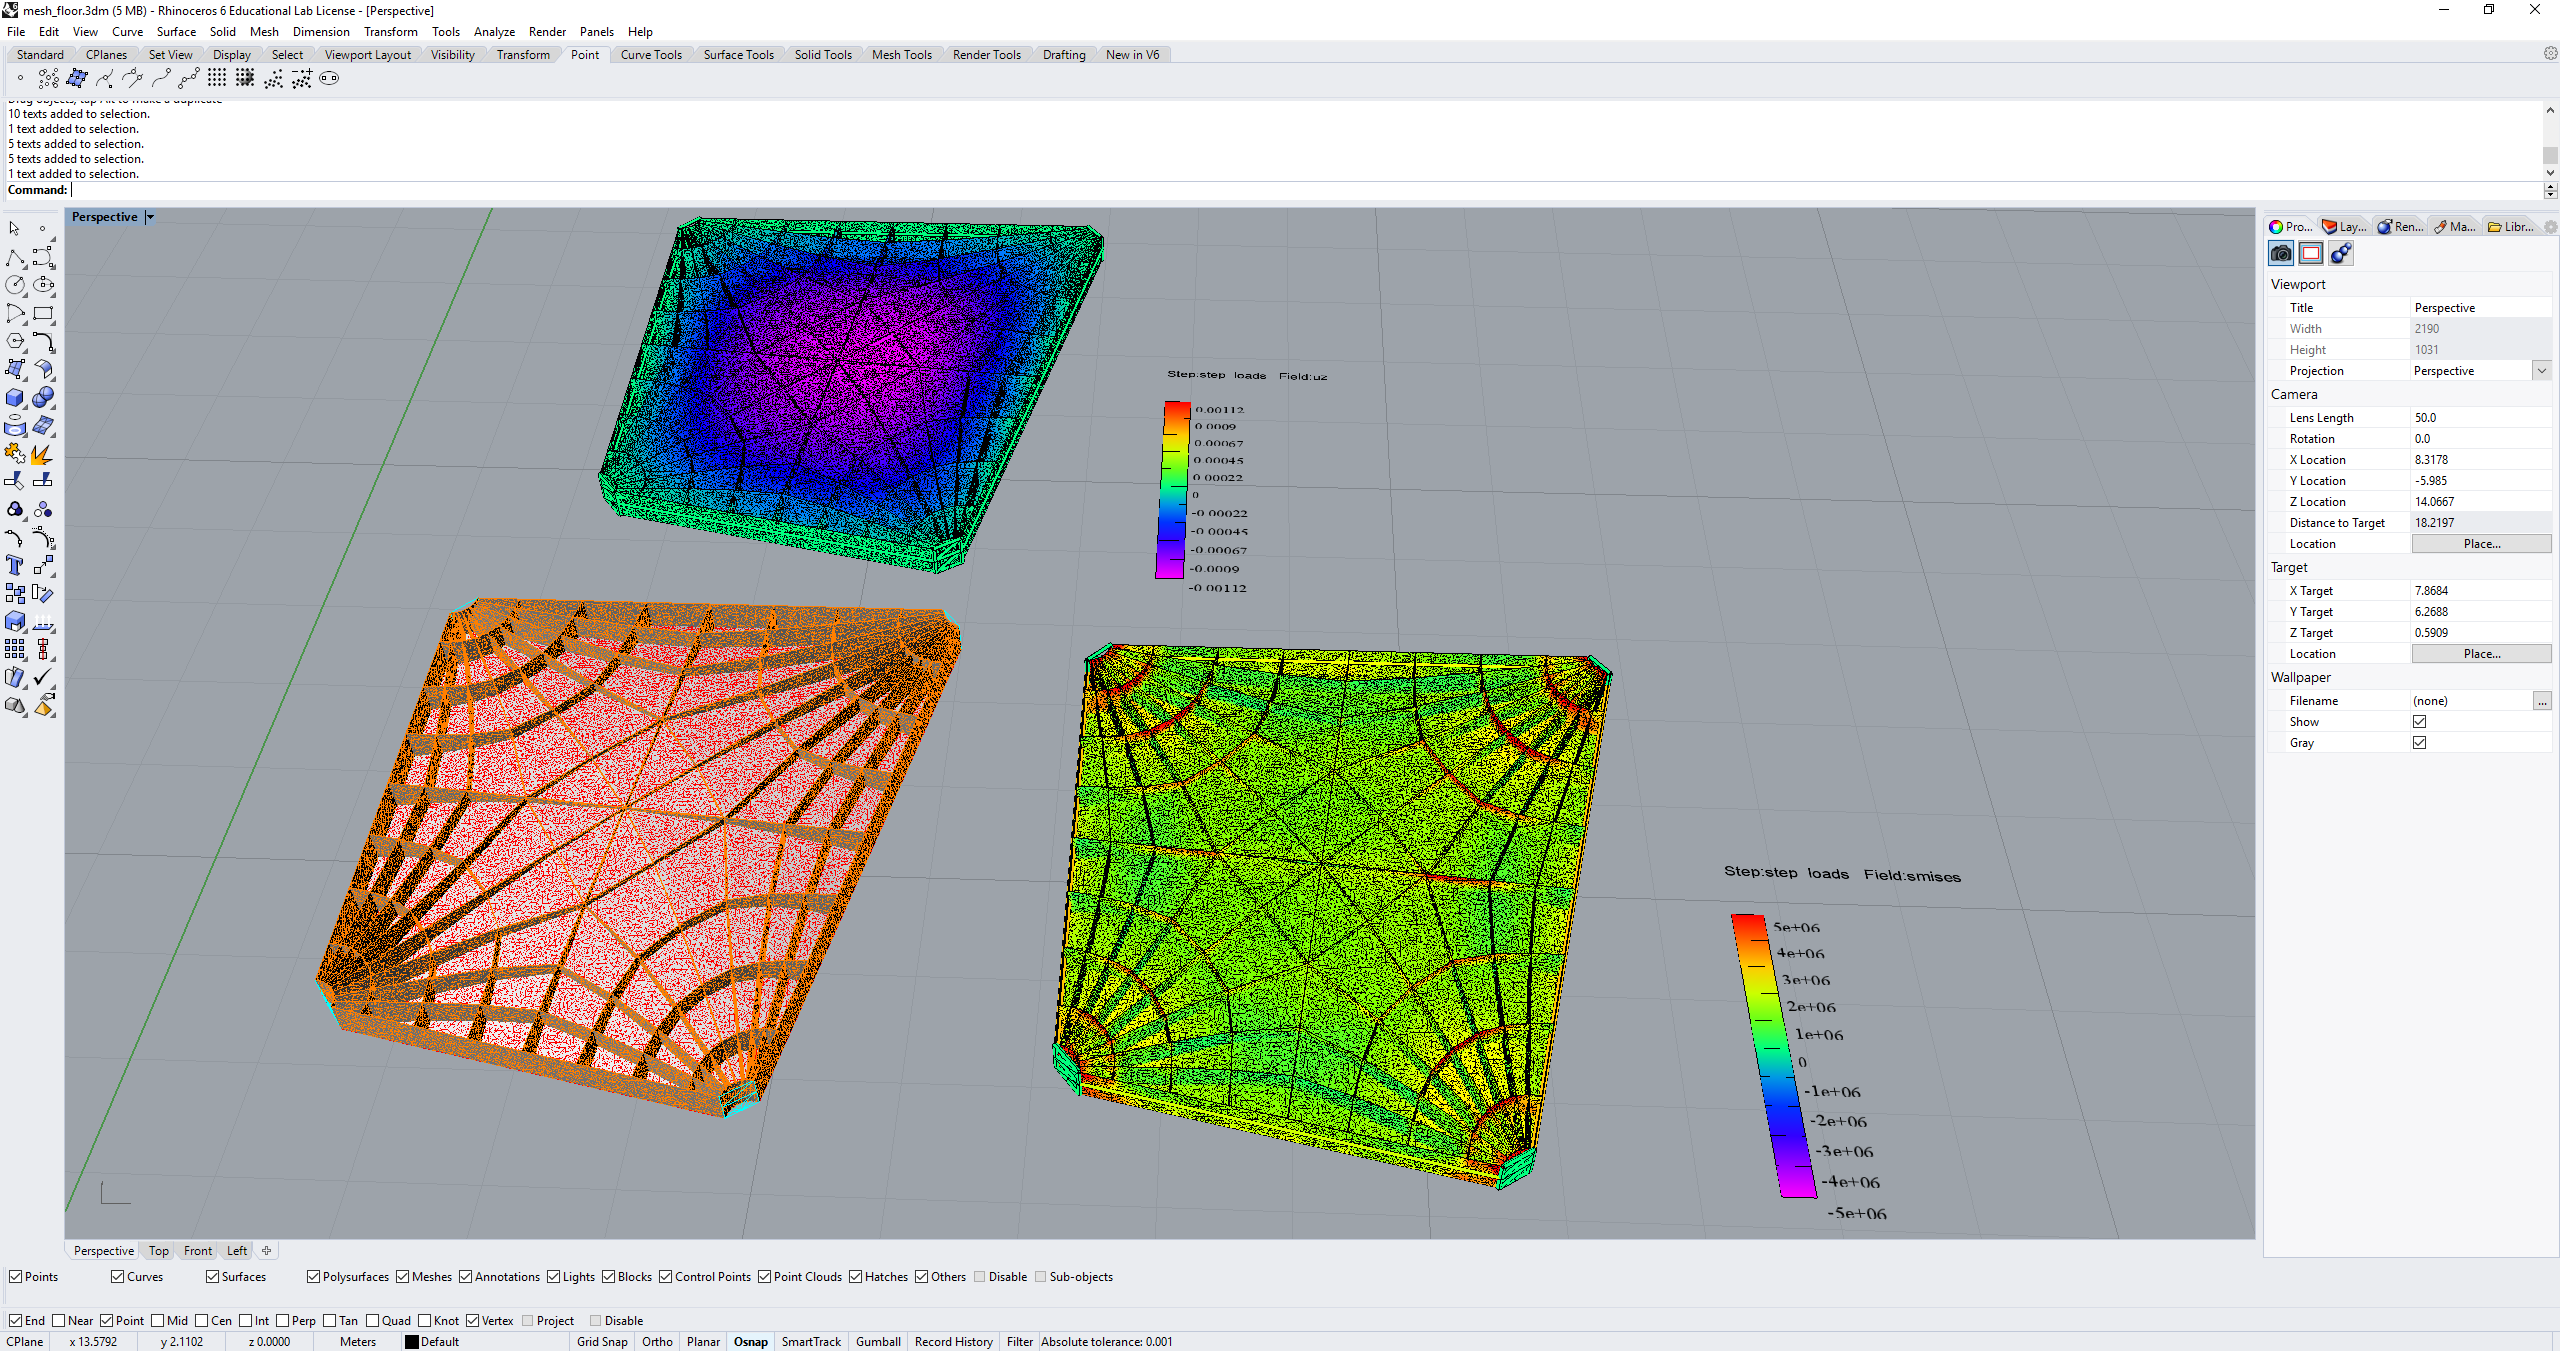 mesh_floor.3dm (5 MB) - Rhinoceros 6 Educational Lab License - [Perspective]
File Edit View Curve Surface Solid Mesh Dimension Transform Tools Analyze Render Panels Help
Standard CPlanes Set View Display Select Viewport Layout Visibility Transform Point Curve Tools Surface Tools Solid Tools Mesh Tools Render Tools Drafting New in V6
Drag objects, tap Alt to make a duplicate
10 texts added to selection.
1 text added to selection.
5 texts added to selection.
5 texts added to selection.
1 text added to selection.
Command:
Perspective
Step:step loads Field:uz
0.00112
0.0009
0.00067
0.00045
0.00022
0
-0.00022
-0.00045
-0.00067
-0.0009
-0.00112
Step:step loads Field:smises
5e+06
4e+06
3e+06
2e+06
1e+06
0
-1e+06
-2e+06
-3e+06
-4e+06
-5e+06
Pro... Lay... Ren... Ma... Libr...
Viewport
Title Perspective
Width 2190
Height 1031
Projection Perspective
Camera
Lens Length 50.0
Rotation 0.0
X Location 8.3178
Y Location -5.985
Z Location 14.0667
Distance to Target 18.2197
Location Place...
Target
X Target 7.8684
Y Target 6.2688
Z Target 0.5909
Location Place...
Wallpaper
Filename (none) ...
Show
Gray
Perspective Top Front Left
Points Curves Surfaces Polysurfaces Meshes Annotations Lights Blocks Control Points Point Clouds Hatches Others Disable Sub-objects
End Near Point Mid Cen Int Perp Tan Quad Knot Vertex Project Disable
CPlane x 13.5792 y 2.1102 z 0.0000 Meters Default Grid Snap Ortho Planar Osnap SmartTrack Gumball Record History Filter Absolute tolerance: 0.001